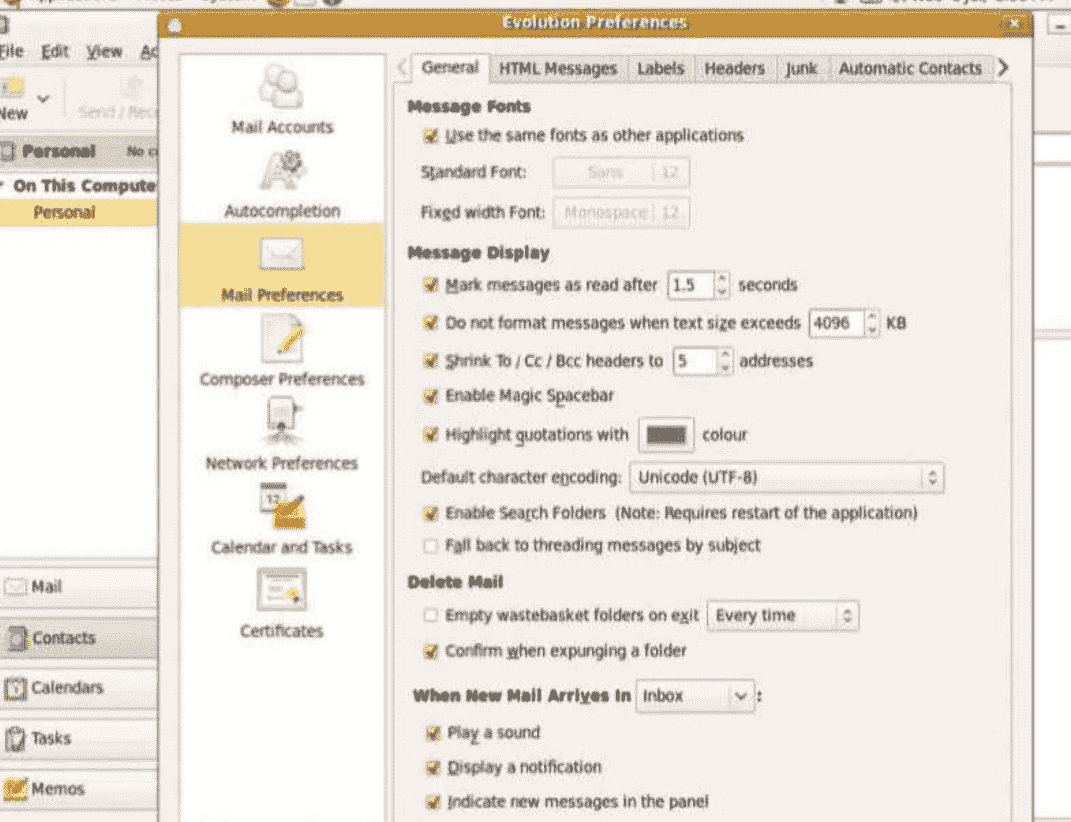 Evolution Preferences
File Edit View
New
Send /
Personal
On This Compute
Personal
Mail
Contacts
Calendars
Tasks
Memos
Mail Accounts
Autocompletion
Mail Preferences
Composer Preferences
Network Preferences
12
Calendar and Tasks
Certificates
General HTML Messages Labels Headers Junk Automatic Contacts
Message Fonts
Use the same fonts as other applications
Standard Font: Sans 12
Fixed width Font: Monospace 12
Message Display
Mark messages as read after 1.5 seconds
Do not format messages when text size exceeds 4096 KB
Shrink To / Cc / Bcc headers to 5 addresses
Enable Magic Spacebar
Highlight quotations with colour
Default character encoding: Unicode (UTF-8)
Enable Search Folders (Note: Requires restart of the application)
Fall back to threading messages by subject
Delete Mail
Empty wastebasket folders on exit Every time
Confirm when expunging a folder
When New Mail Arrives In Inbox :
Play a sound
Display a notification
Indicate new messages in the panel